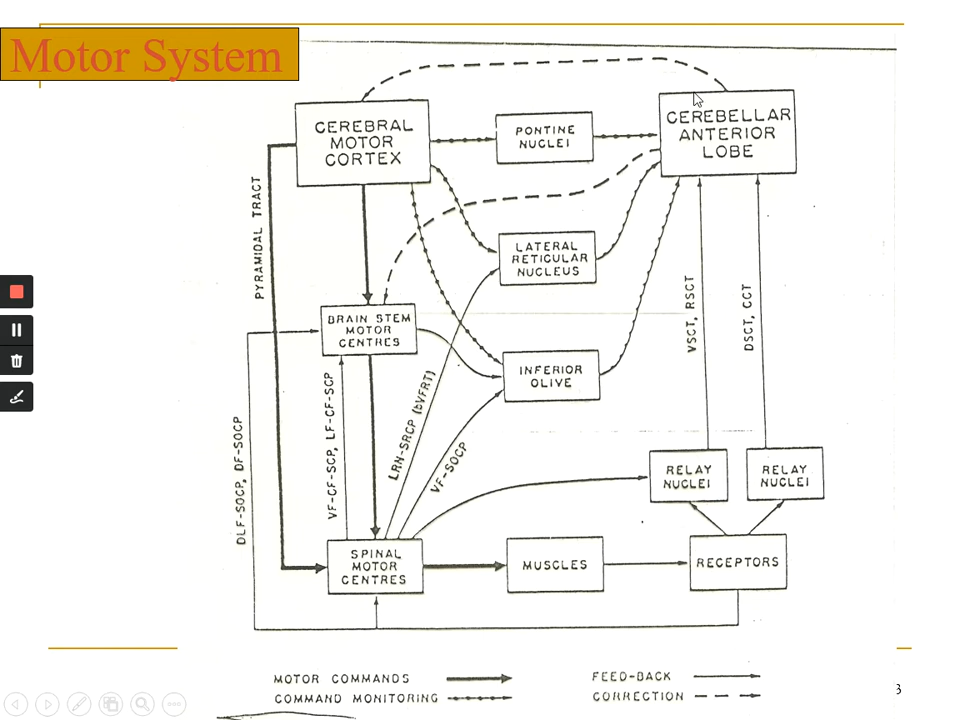 Motor System
CEREBRAL
MOTOR
CORTEX
PONTINE
NUCLEI
CEREBELLAR
ANTERIOR
LOBE
PYRAMIDAL TRACT
LATERAL
RETICULAR
NUCLEUS
BRAIN STEM
MOTOR
CENTRES
INFERIOR
OLIVE
VSCT, RSCT
DSCT, CCT
DLF-SOCP, DF-SOCP
VF-CF-SCP, LF-CF-SCP
LRN-SRCP (bVFRT)
VF-SOCP
RELAY
NUCLEI
RELAY
NUCLEI
SPINAL
MOTOR
CENTRES
MUSCLES
RECEPTORS
MOTOR COMMANDS
FEED-BACK
COMMAND MONITORING
CORRECTION
3